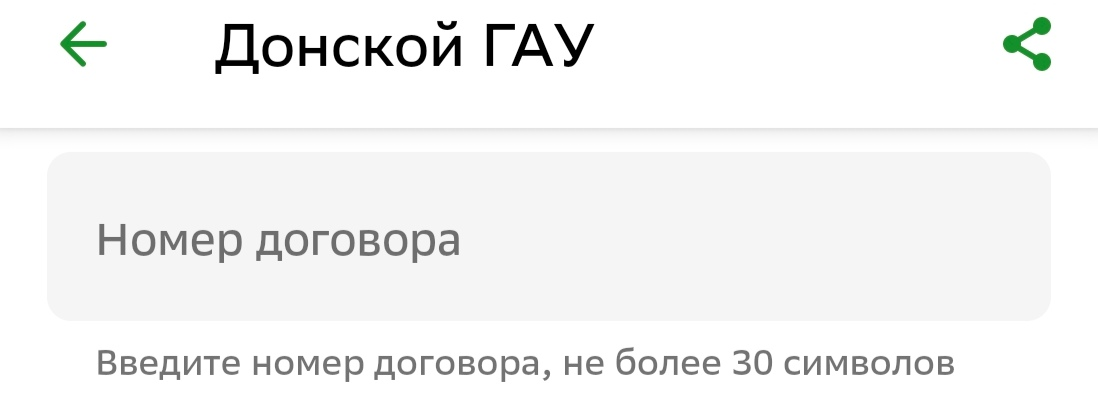 Донской ГАУ
Номер договора
Введите номер договора, не более 30 символов